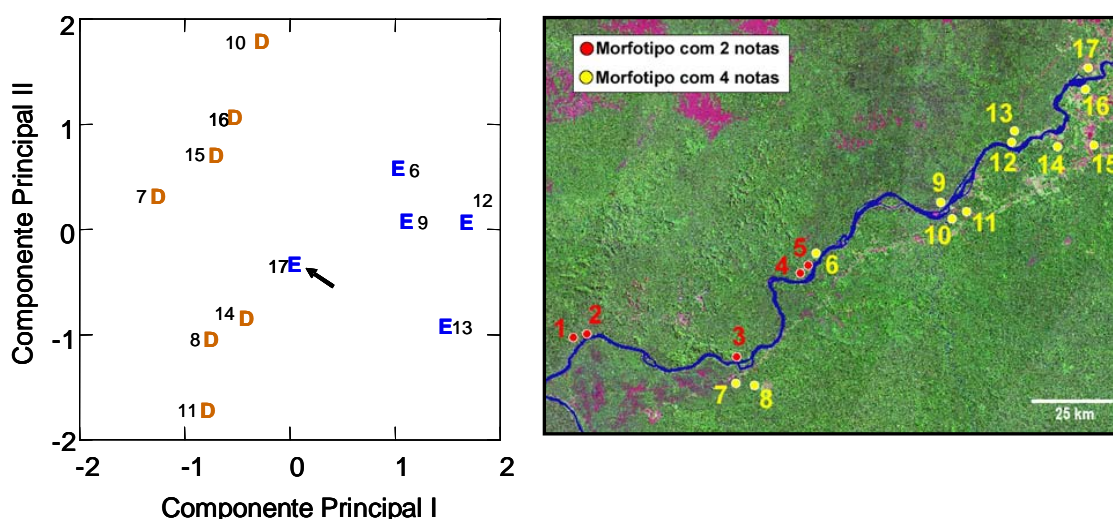 2
10 D
16 D
1
15 D
E 6
7 D
12
E 9
E
0
17 E
14 D
8 D
E 13
-1
11 D
-2
-2
-1
0
1
2
Componente Principal II
Componente Principal I
Morfotipo com 2 notas
Morfotipo com 4 notas
17
16
13
12
14
15
9
10
11
5
4
6
1
2
3
7
8
25 km